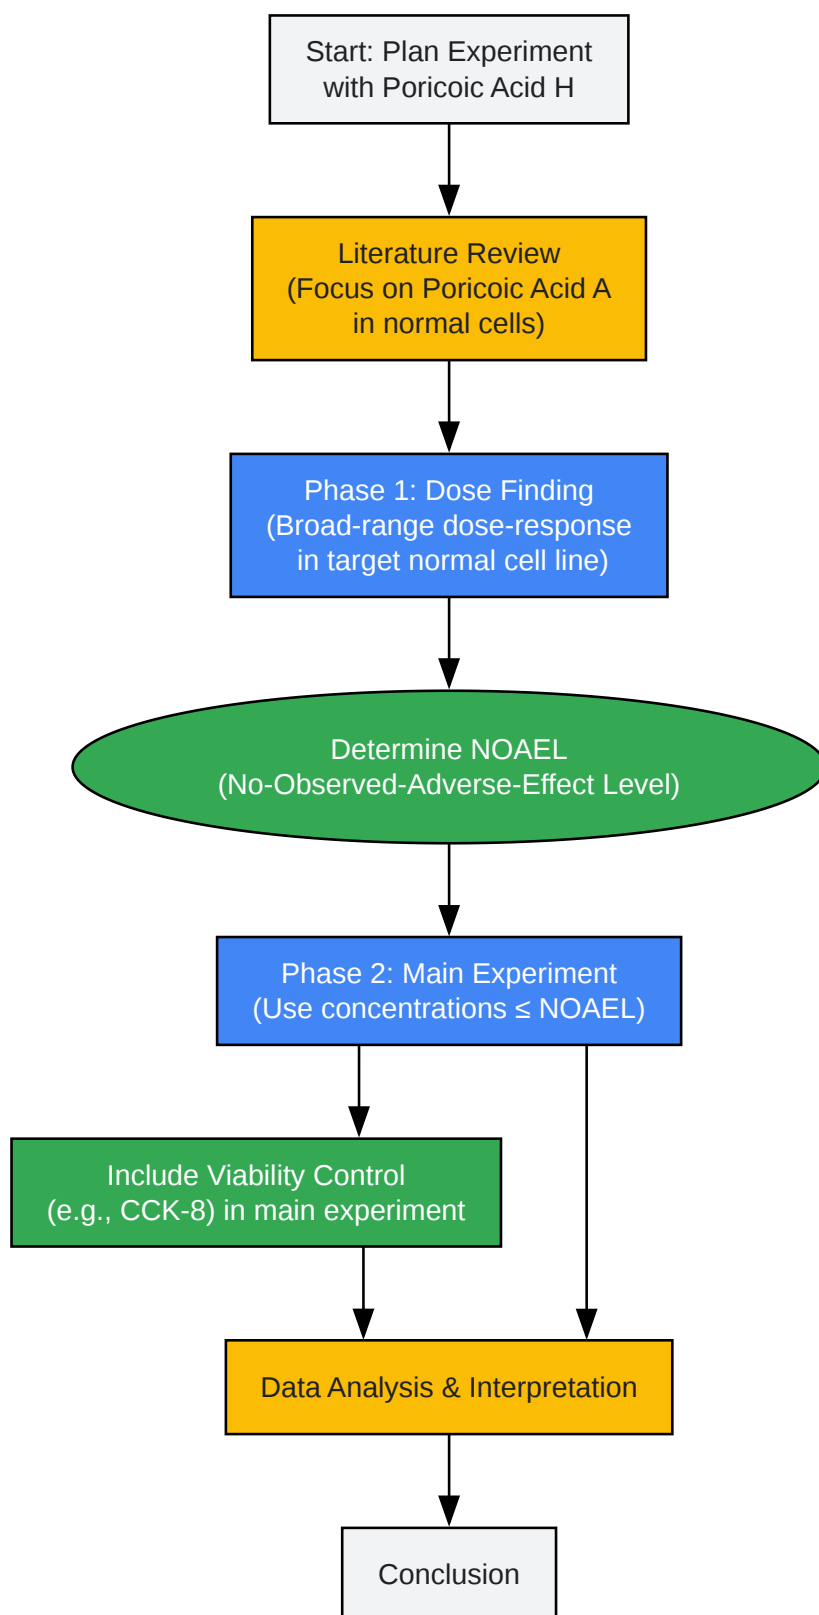 Start: Plan Experiment
with Poricoic Acid H
Literature Review
(Focus on Poricoic Acid A
in normal cells)
Phase 1: Dose Finding
(Broad-range dose-response
in target normal cell line)
Determine NOAEL
(No-Observed-Adverse-Effect Level)
Phase 2: Main Experiment
(Use concentrations ≤ NOAEL)
Include Viability Control
(e.g., CCK-8) in main experiment
Data Analysis & Interpretation
Conclusion